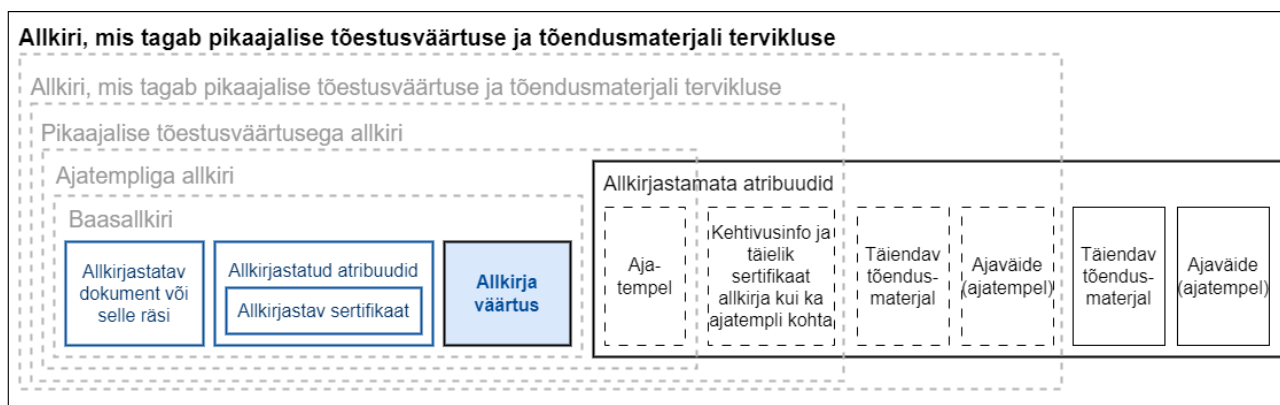 Allkiri, mis tagab pikaajalise tõestusväärtuse ja tõendusmaterjali tervikluse
Allkiri, mis tagab pikaajalise tõestusväärtuse ja tõendusmaterjali tervikluse
Pikaajalise tõestusväärtusega allkiri
Ajatempliga allkiri
Baasallkiri
Allkirjastatav
dokument või
selle räsi
Allkirjastatud atribuudid
Allkirjastav sertifikaat
Allkirja
väärtus
Allkirjastamata atribuudid
Aja-
tempel
Kehtivusinfo ja
täielik
sertifikaat
allkirja kui ka
ajatempli kohta
Täiendav
tõendus-
materjal
Ajaväide
(ajatempel)
Täiendav
tõendus-
materjal
Ajaväide
(ajatempel)